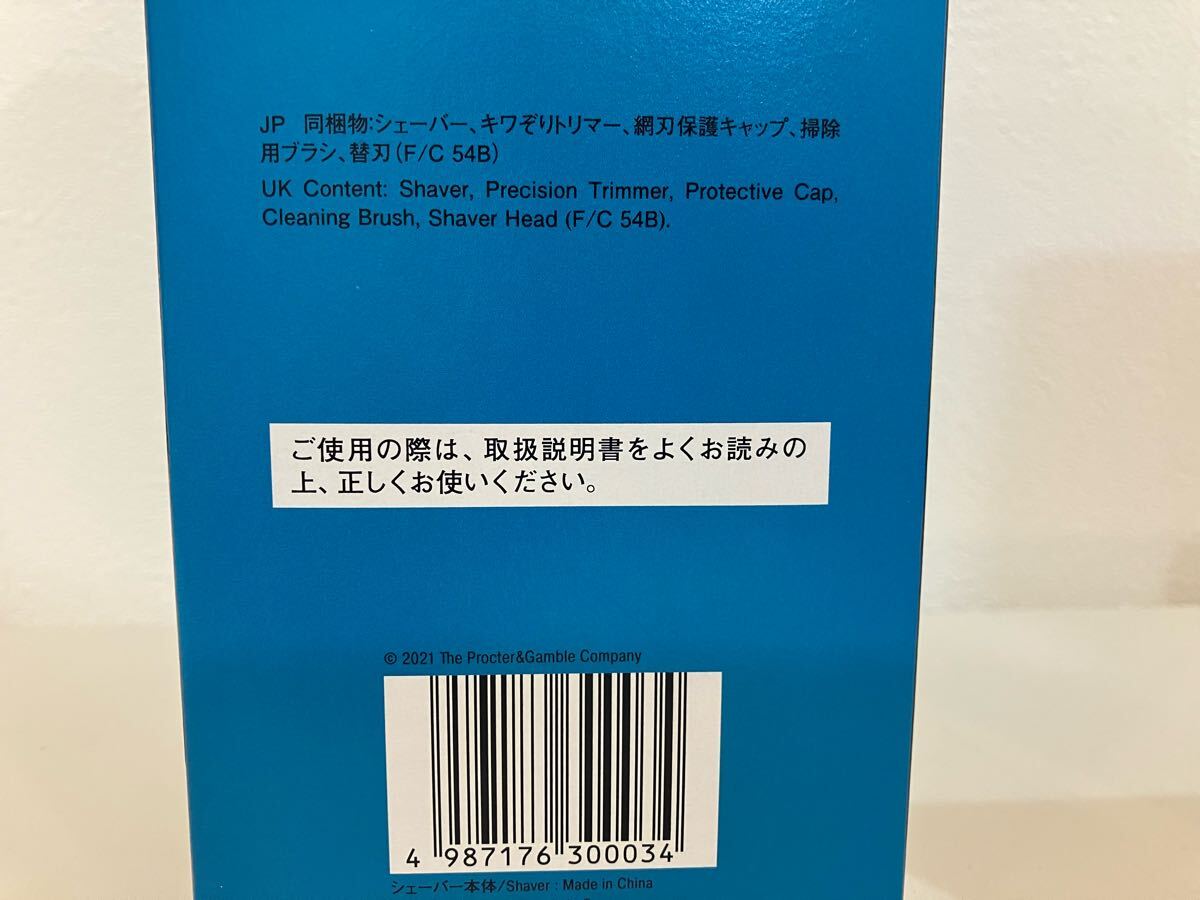 JP 同梱物:シェーバー、キワぞりトリマー、網刃保護キャップ、掃除
用ブラシ、替刃(F/C 54B)
UK Content: Shaver, Precision Trimmer, Protective Cap,
Cleaning Brush, Shaver Head (F/C 54B).
ご使用の際は、取扱説明書をよくお読みの
上、正しくお使いください。
© 2021 The Procter&Gamble Company
4 987176 300034
シェーバー本体/Shaver : Made in China